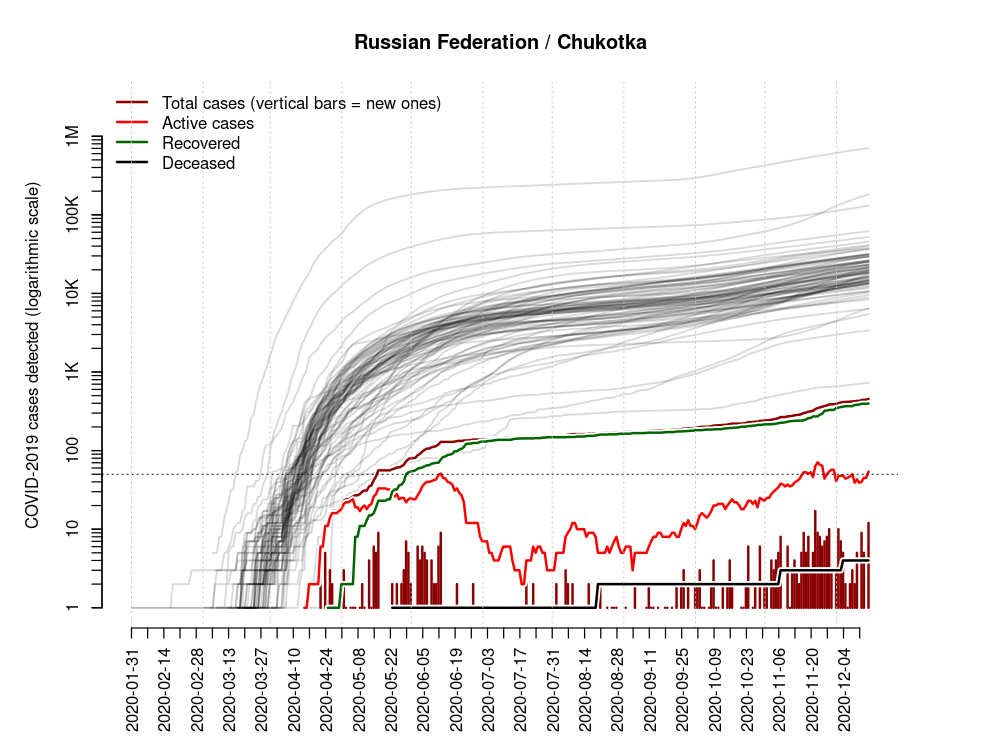 Russian Federation / Chukotka
Total cases (vertical bars = new ones)
Active cases
Recovered
Deceased
COVID-2019 cases detected (logarithmic scale)
1M
100K
10K
1K
100
10
1
2020-01-31
2020-02-14
2020-02-28
2020-03-13
2020-03-27
2020-04-10
2020-04-24
2020-05-08
2020-05-22
2020-06-05
2020-06-19
2020-07-03
2020-07-17
2020-07-31
2020-08-14
2020-08-28
2020-09-11
2020-09-25
2020-10-09
2020-10-23
2020-11-06
2020-11-20
2020-12-04